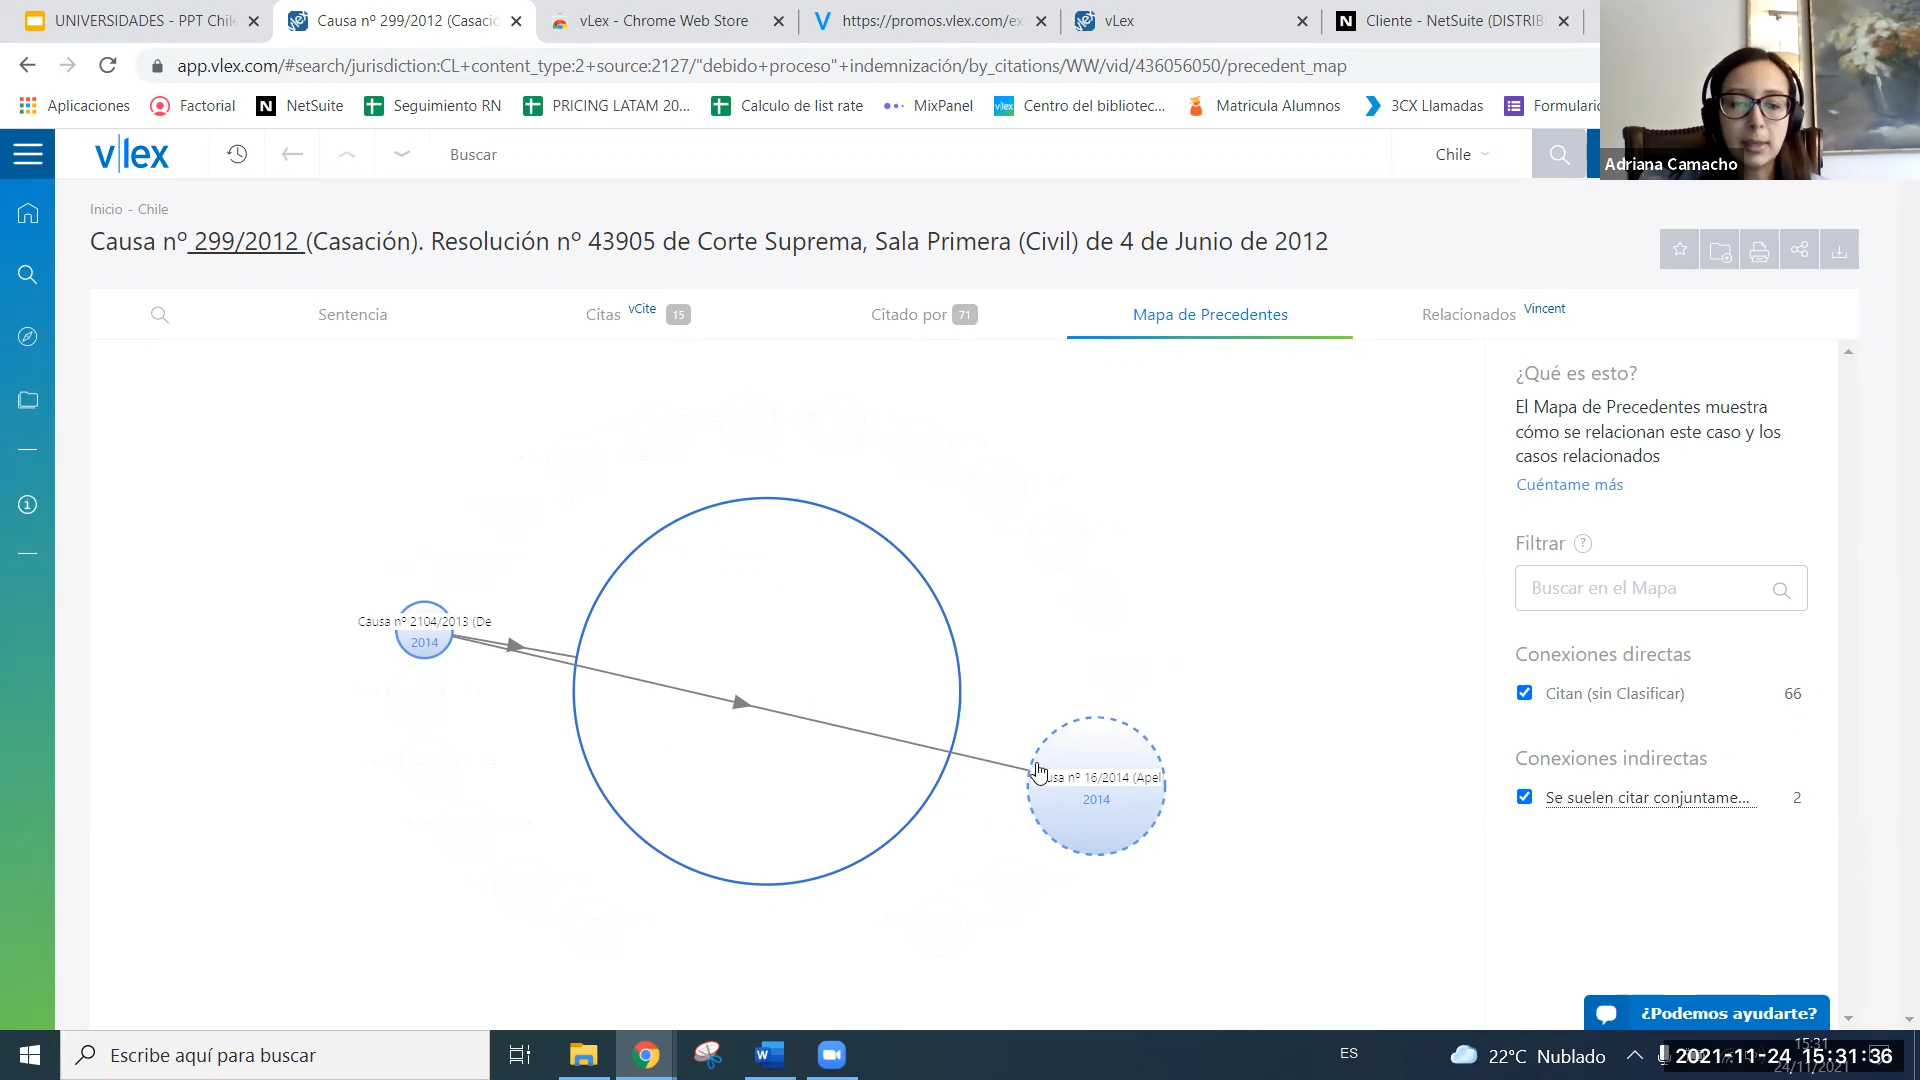 UNIVERSIDADES - PPT Chil
Causa nº 299/2012 (Casació
vLex - Chrome Web Store
https://promos.vlex.com/ex
vLex
Cliente - NetSuite (DISTRIB
app.vlex.com/#search/jurisdiction:CL+content_type:2+source:2127/"debido+proceso"+indemnización/by_citations/WW/vid/436056050/precedent_map
Aplicaciones
Factorial
NetSuite
Seguimiento RN
PRICING LATAM 20...
Calculo de list rate
MixPanel
Centro del bibliotec...
Matricula Alumnos
3CX Llamadas
Formulario
Adriana Camacho
v|lex
Buscar
Chile
Inicio - Chile
Causa nº 299/2012 (Casación). Resolución nº 43905 de Corte Suprema, Sala Primera (Civil) de 4 de Junio de 2012
Sentencia
Citas vCite 15
Citado por 71
Mapa de Precedentes
Relacionados Vincent
Causa nº 2104/2013 (De
2014
usa nº 16/2014 (Apel
2014
¿Qué es esto?
El Mapa de Precedentes muestra
cómo se relacionan este caso y los
casos relacionados
Cuéntame más
Filtrar ?
Buscar en el Mapa
Conexiones directas
Citan (sin Clasificar) 66
Conexiones indirectas
Se suelen citar conjuntame... 2
¿Podemos ayudarte?
Escribe aquí para buscar
ES
22°C Nublado
15:31
2021-11-24 15:31:36
24/11/2021